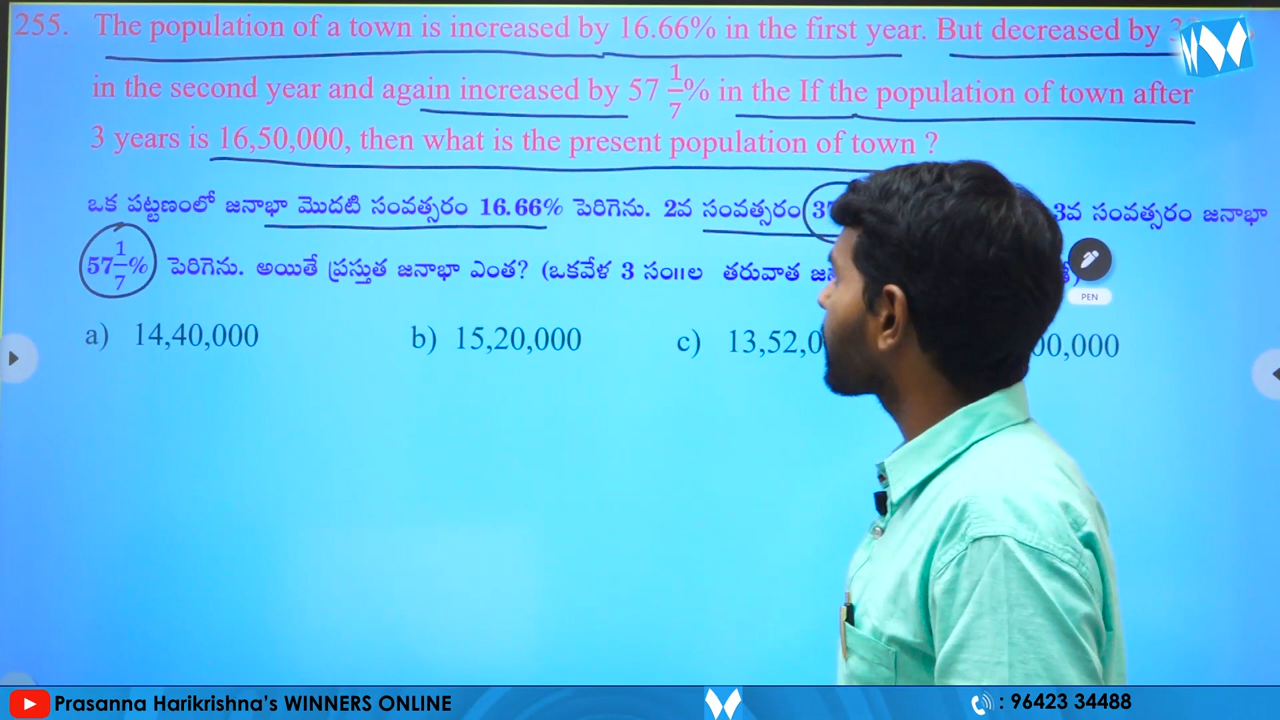 255. The population of a town is increased by 16.66% in the first year. But decreased by
in the second year and again increased by 57 1/7% in the If the population of town after
3 years is 16,50,000, then what is the present population of town ?
ఒక పట్టణంలో జనాభా మొదటి సంవత్సరం 16.66% పెరిగెను. 2వ సంవత్సరం 3వ సంవత్సరం జనాభా
57 1/7% పెరిగెను. అయితే ప్రస్తుత జనాభా ఎంత? (ఒకవేళ 3 సం॥ల తరువాత
PEN
a) 14,40,000 b) 15,20,000 c) 13,52,0 00,000
Prasanna Harikrishna's WINNERS ONLINE : 96423 34488